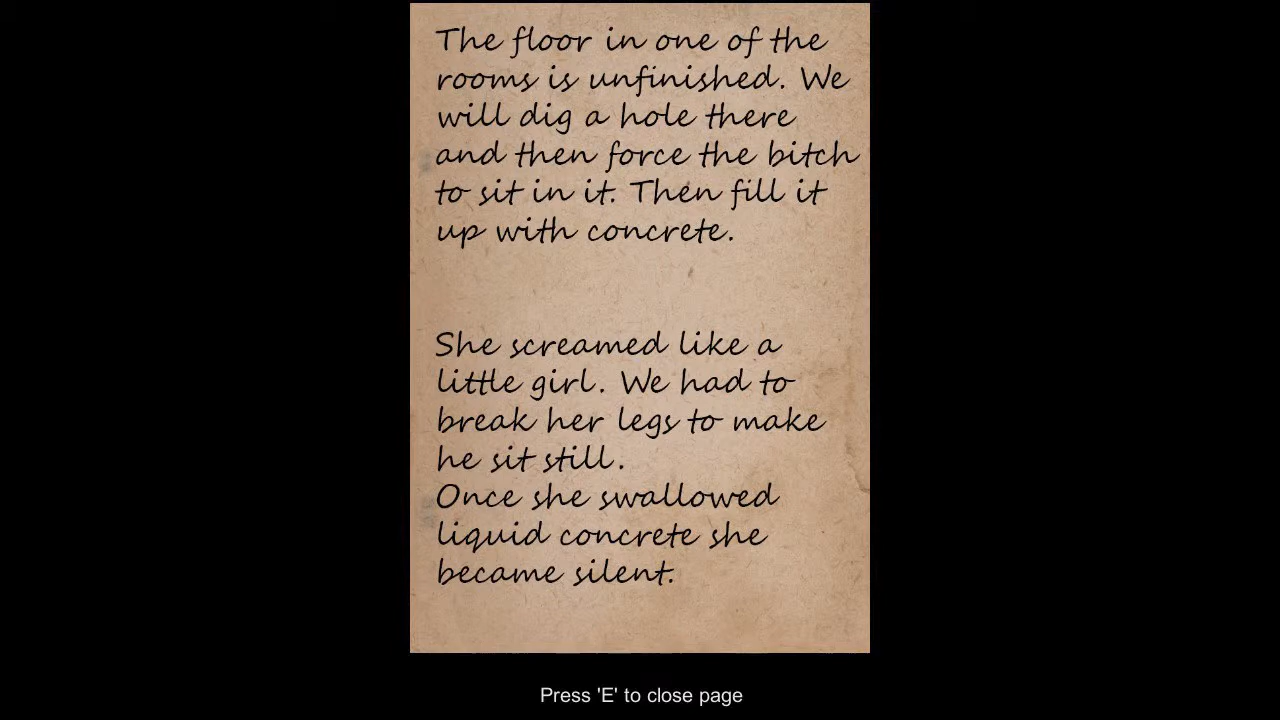 The floor in one of the
rooms is unfinished. We
will dig a hole there
and then force the bitch
to sit in it. Then fill it
up with concrete.
She screamed like a
little girl. We had to
break her legs to make
he sit still.
Once she swallowed
liquid concrete she
became silent.
Press 'E' to close page